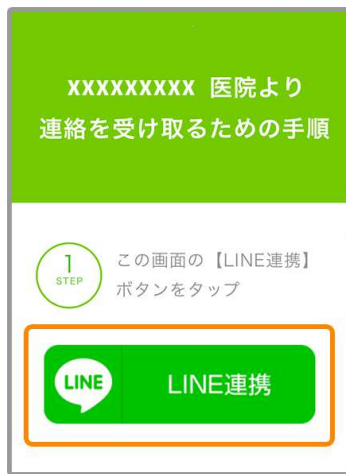 xxxxxxxxx 医院より
連絡を受け取るための手順
1
STEP
この画面の【LINE連携】
ボタンをタップ
LINE
LINE連携